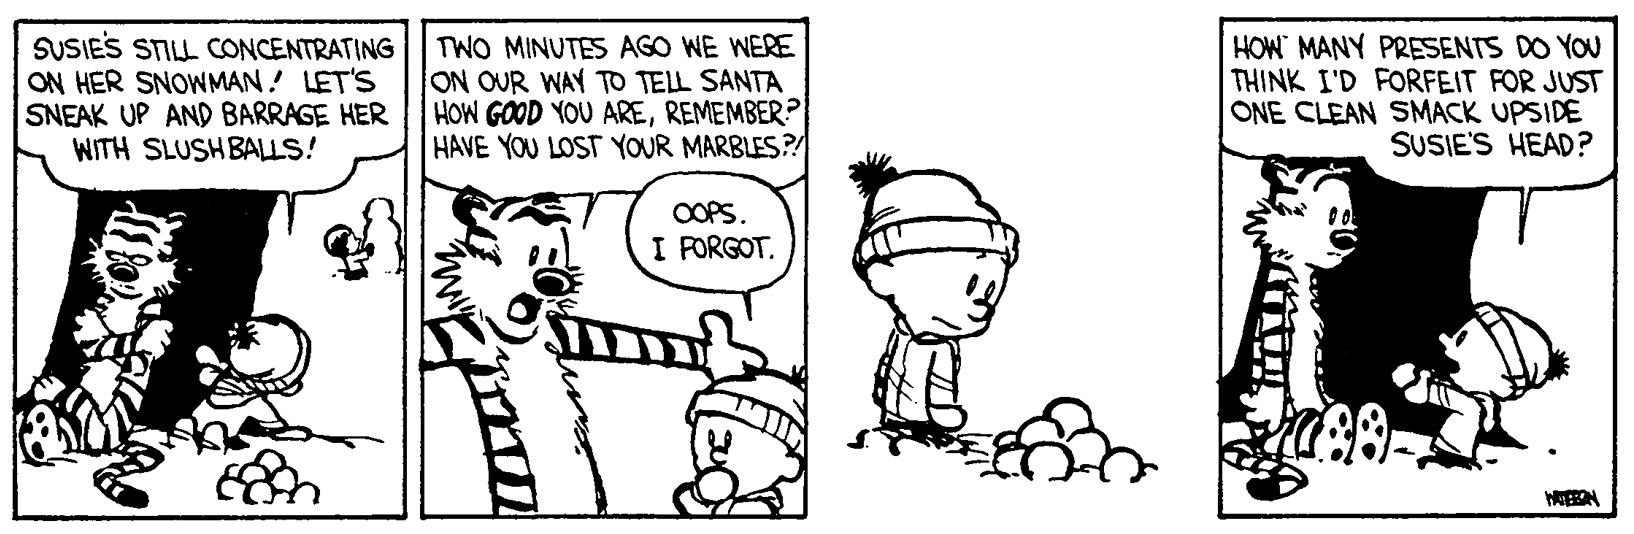 SUSIE'S STILL CONCENTRATING
ON HER SNOWMAN! LET'S
SNEAK UP AND BARRAGE HER
WITH SLUSHBALLS!
TWO MINUTES AGO WE WERE
ON OUR WAY TO TELL SANTA
HOW GOOD YOU ARE, REMEMBER?
HAVE YOU LOST YOUR MARBLES?!
OOPS.
I FORGOT.
HOW MANY PRESENTS DO YOU
THINK I'D FORFEIT FOR JUST
ONE CLEAN SMACK UPSIDE
SUSIE'S HEAD?
WATTERSON